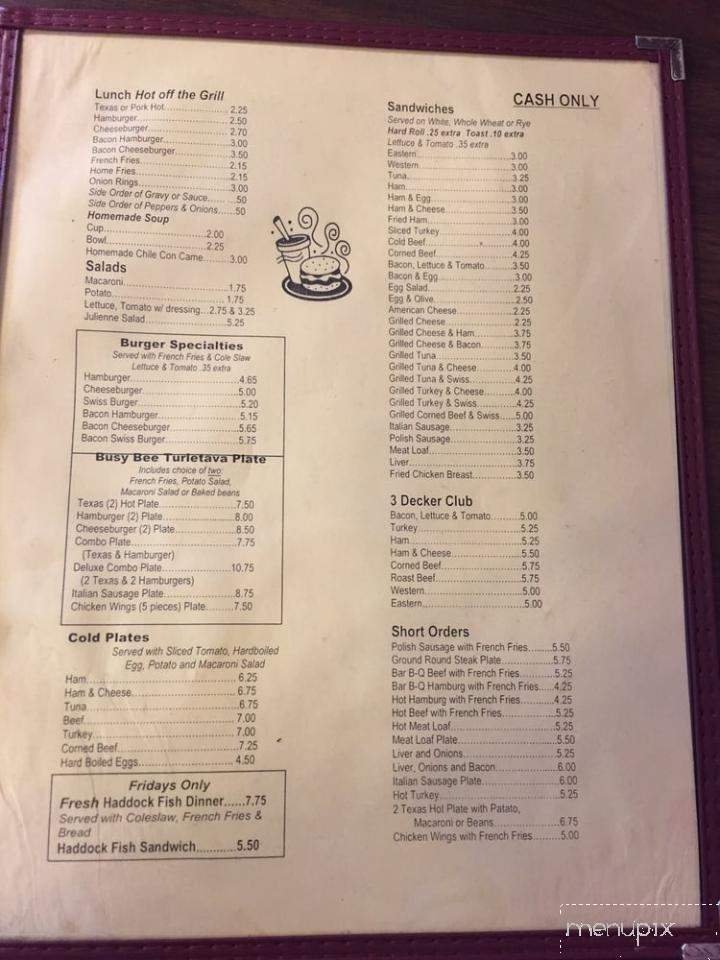 Lunch Hot off the Grill
Texas or Pork Hot....................2.25
Hamburger..............................2.50
Cheeseburger..........................2.70
Bacon Hamburger....................3.00
Bacon Cheeseburger................3.50
French Fries............................2.15
Home Fries.............................2.15
Onion Rings............................3.00
Side Order of Gravy or Sauce.......50
Side Order of Peppers & Onions.....50
Homemade Soup
Cup..............................2.00
Bowl.............................2.25
Homemade Chile Con Carne........3.00
Salads
Macaroni..............................1.75
Potato.................................1.75
Lettuce, Tomato w/ dressing...2.75 & 3.25
Julienne Salad........................5.25
Burger Specialties
Served with French Fries & Cole Slaw
Lettuce & Tomato .35 extra
Hamburger..............................4.65
Cheeseburger..........................5.00
Swiss Burger...........................5.20
Bacon Hamburger....................5.15
Bacon Cheeseburger................5.65
Bacon Swiss Burger.................5.75
Busy Bee Turletava Plate
Includes choice of two:
French Fries, Potato Salad,
Macaroni Salad or Baked beans
Texas (2) Hot Plate....................7.50
Hamburger (2) Plate..................8.00
Cheeseburger (2) Plate..............8.50
Combo Plate............................7.75
(Texas & Hamburger)
Deluxe Combo Plate.................10.75
(2 Texas & 2 Hamburgers)
Italian Sausage Plate.................8.75
Chicken Wings (5 pieces) Plate.......7.50
Cold Plates
Served with Sliced Tomato, Hardboiled
Egg, Potato and Macaroni Salad
Ham....................................6.25
Ham & Cheese........................6.75
Tuna....................................6.75
Beef....................................7.00
Turkey..................................7.00
Corned Beef...........................7.25
Hard Boiled Eggs.....................4.50
Fridays Only
Fresh Haddock Fish Dinner......7.75
Served with Coleslaw, French Fries &
Bread
Haddock Fish Sandwich............5.50
CASH ONLY
Sandwiches
Served on White, Whole Wheat or Rye
Hard Roll .25 extra Toast .10 extra
Lettuce & Tomato .35 extra
Eastern..............................3.00
Western.............................3.00
Tuna..................................3.25
Ham...................................3.00
Ham & Egg..........................3.00
Ham & Cheese.....................3.50
Fried Ham...........................3.00
Sliced Turkey.......................4.00
Cold Beef............................4.00
Corned Beef........................4.25
Bacon, Lettuce & Tomato........3.50
Bacon & Egg........................3.00
Egg Salad...........................2.25
Egg & Olive.........................2.50
American Cheese..................2.25
Grilled Cheese.....................2.25
Grilled Cheese & Ham............3.75
Grilled Cheese & Bacon..........3.75
Grilled Tuna........................3.50
Grilled Tuna & Cheese...........4.00
Grilled Tuna & Swiss.............4.25
Grilled Turkey & Cheese.........4.00
Grilled Turkey & Swiss...........4.25
Grilled Corned Beef & Swiss.....5.00
Italian Sausage....................3.25
Polish Sausage....................3.25
Meat Loaf...........................3.50
Liver..................................3.75
Fried Chicken Breast.............3.50
3 Decker Club
Bacon, Lettuce & Tomato.........5.00
Turkey................................5.25
Ham...................................5.25
Ham & Cheese.....................5.50
Corned Beef........................5.75
Roast Beef..........................5.75
Western.............................5.00
Eastern..............................5.00
Short Orders
Polish Sausage with French Fries........5.50
Ground Round Steak Plate................5.75
Bar B-Q Beef with French Fries..........5.25
Bar B-Q Hamburg with French Fries....4.25
Hot Hamburg with French Fries..........4.25
Hot Beef with French Fries...............5.25
Hot Meat Loaf................................5.25
Meat Loaf Plate..............................5.50
Liver and Onions............................5.25
Liver, Onions and Bacon..................6.00
Italian Sausage Plate......................6.00
Hot Turkey....................................5.25
2 Texas Hot Plate with Patato,
Macaroni or Beans......................6.75
Chicken Wings with French Fries.........5.00
menupix